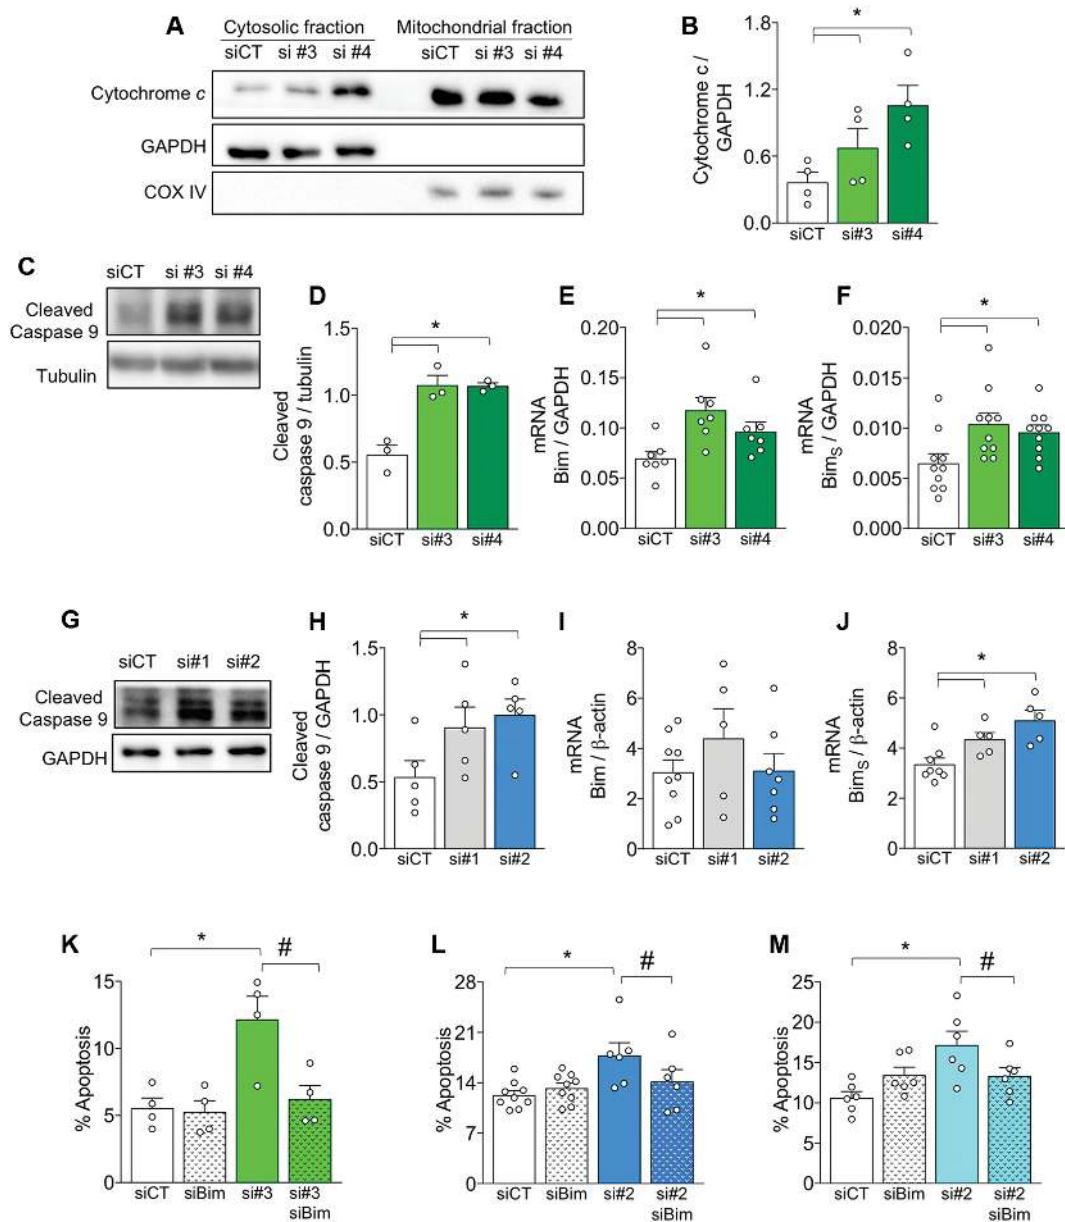 A
Cytosolic fraction Mitochondrial fraction
siCT si #3 si #4 siCT si #3 si #4
Cytochrome c
GAPDH
COX IV
B
*
Cytochrome c /
GAPDH
1.8
1.2
0.6
0.0
siCT si#3 si#4
C
siCT si #3 si #4
Cleaved
Caspase 9
Tubulin
D
*
Cleaved
caspase 9 / tubulin
1.5
1.0
0.5
0.0
siCT si#3 si#4
E
*
mRNA
Bim / GAPDH
0.20
0.15
0.10
0.05
0.00
siCT si#3 si#4
F
*
mRNA
BimS / GAPDH
0.020
0.015
0.010
0.005
0.000
siCT si#3 si#4
G
siCT si#1 si#2
Cleaved
Caspase 9
GAPDH
H
*
Cleaved
caspase 9 / GAPDH
1.5
1.0
0.5
0.0
siCT si#1 si#2
I
mRNA
Bim / β-actin
8
6
4
2
0
siCT si#1 si#2
J
*
mRNA
BimS / β-actin
8
6
4
2
0
siCT si#1 si#2
K
* #
% Apoptosis
15
10
5
0
siCT siBim si#3 si#3
siBim
L
* #
% Apoptosis
28
21
14
7
0
siCT siBim si#2 si#2
siBim
M
* #
% Apoptosis
25
20
15
10
5
0
siCT siBim si#2 si#2
siBim